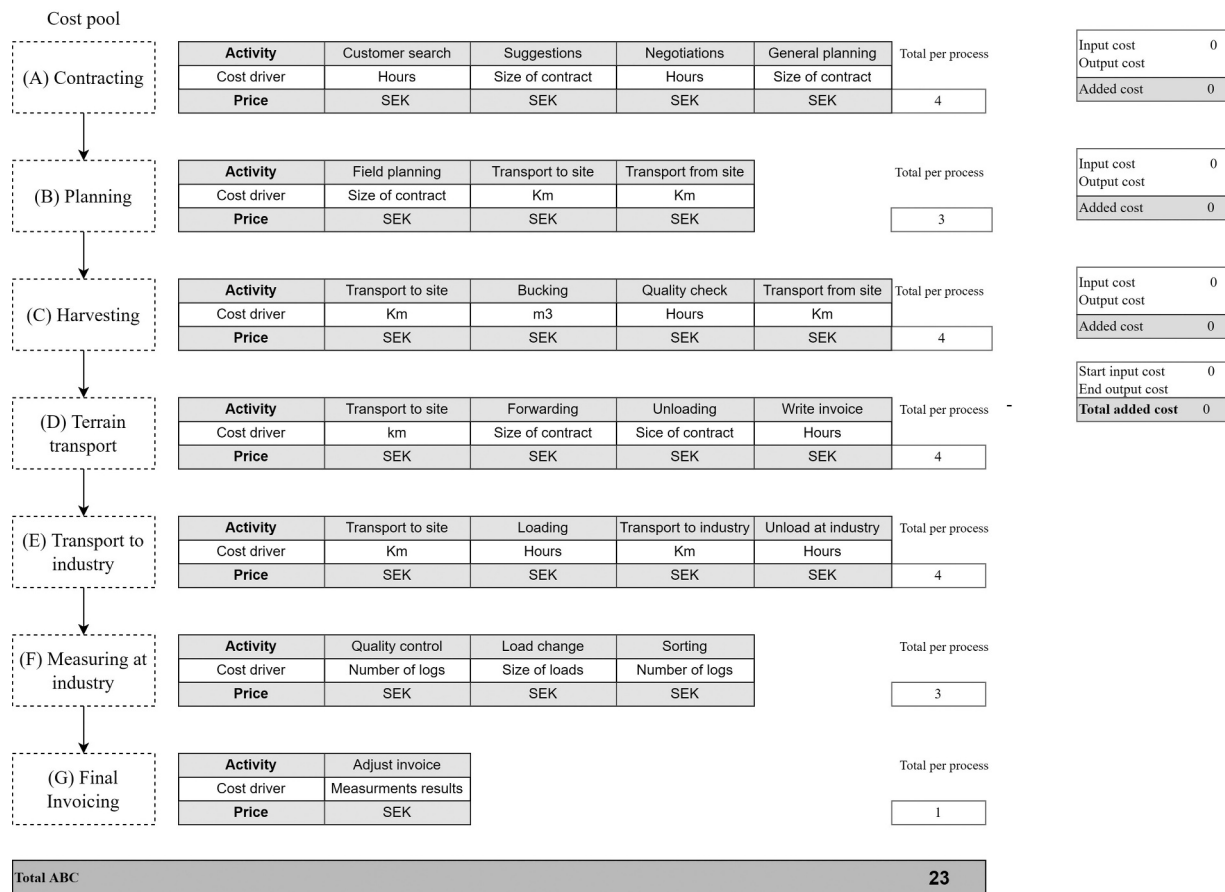 Cost pool
(A) Contracting
Activity Customer search Suggestions Negotiations General planning Total per process
Cost driver Hours Size of contract Hours Size of contract
Price SEK SEK SEK SEK 4
Input cost 0
Output cost
Added cost 0
(B) Planning
Activity Field planning Transport to site Transport from site Total per process
Cost driver Size of contract Km Km
Price SEK SEK SEK 3
Input cost 0
Output cost
Added cost 0
(C) Harvesting
Activity Transport to site Bucking Quality check Transport from site Total per process
Cost driver Km m3 Hours Km
Price SEK SEK SEK SEK 4
Input cost 0
Output cost
Added cost 0
Start input cost 0
End output cost
Total added cost 0
(D) Terrain
transport
Activity Transport to site Forwarding Unloading Write invoice Total per process -
Cost driver km Size of contract Sice of contract Hours
Price SEK SEK SEK SEK 4
(E) Transport to
industry
Activity Transport to site Loading Transport to industry Unload at industry Total per process
Cost driver Km Hours Km Hours
Price SEK SEK SEK SEK 4
(F) Measuring at
industry
Activity Quality control Load change Sorting Total per process
Cost driver Number of logs Size of loads Number of logs
Price SEK SEK SEK 3
(G) Final
Invoicing
Activity Adjust invoice Total per process
Cost driver Measurments results
Price SEK 1
Total ABC 23